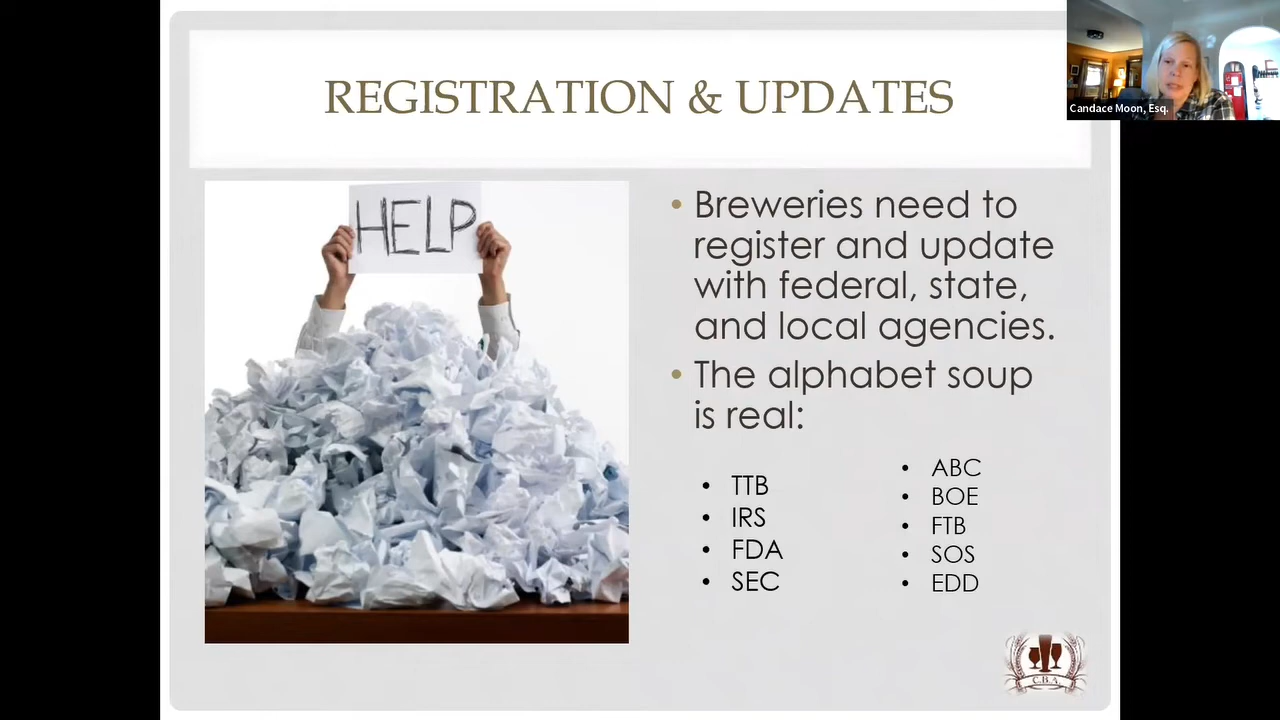 REGISTRATION & UPDATES
Candace Moon, Esq.
HELP
• Breweries need to
register and update
with federal, state,
and local agencies.
• The alphabet soup
is real:
• TTB
• IRS
• FDA
• SEC
• ABC
• BOE
• FTB
• SOS
• EDD
C.B.A.